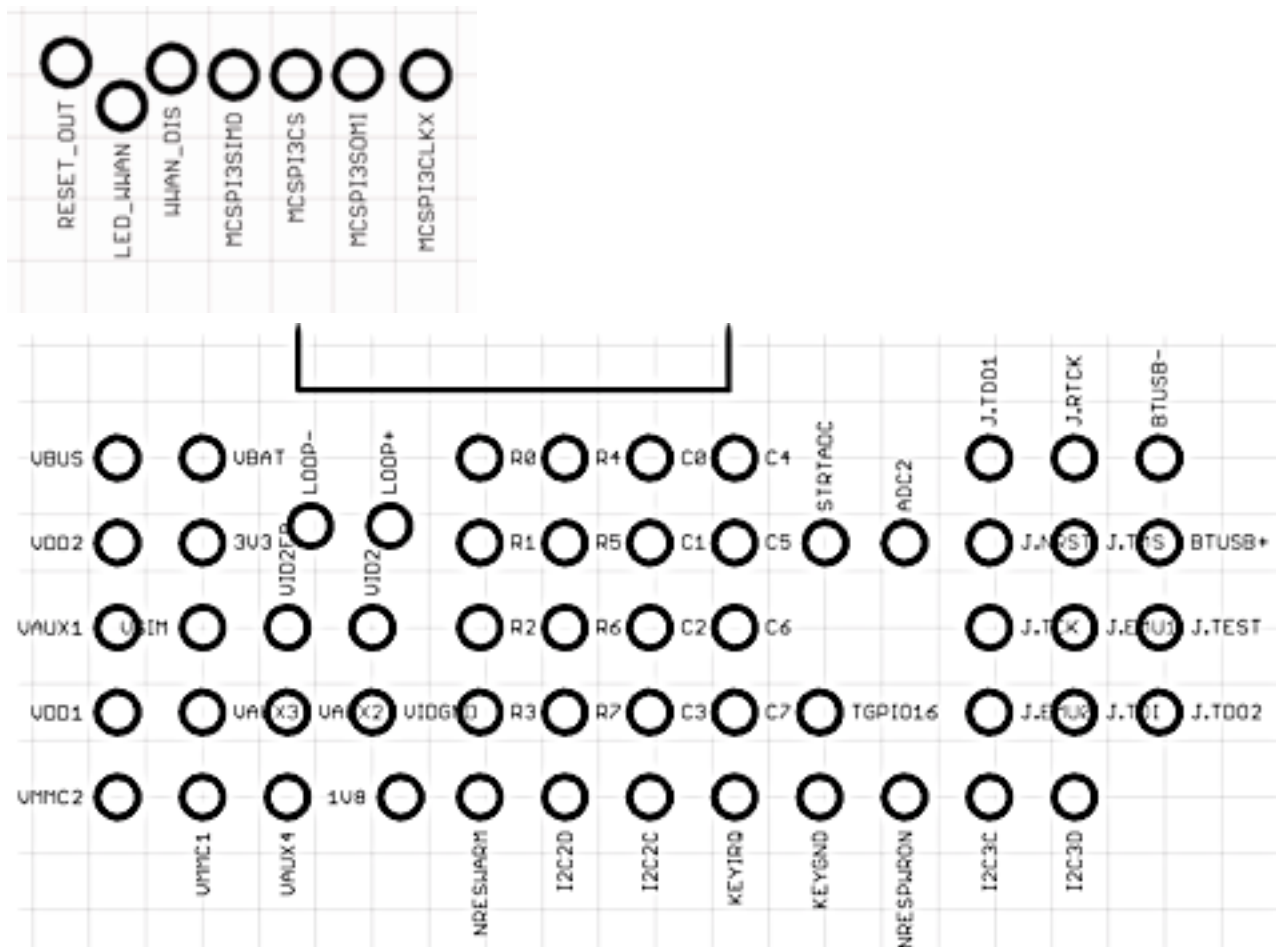 RESET_OUT
LED_WWAN
WWAN_DIS
MCSPI3SIMO
MCSPI3CS
MCSPI3SOMI
MCSPI3CLKX
J.TDO1
J.RTCK
BTUSB-
VBUS VBAT LOOP- LOOP+ R0 R4 C0 C4 STRTADC ADC2
VDD2 3V3 VID2 R1 R5 C1 C5 J.NRST J.TMS BTUSB+
VAUX1 VSIM R2 R6 C2 C6 J.TCK J.EMU1 J.TEST
VDD1 VAUX3 VAUX2 VIDGND R3 R7 C3 C7 TGPIO16 J.EMU0 J.TDI J.TDO2
VMMC2 1V8
VMMC1 VAUX4 NRESWARM I2C2D I2C2C KEYIRQ KEYGND NRESPWRON I2C3C I2C3D